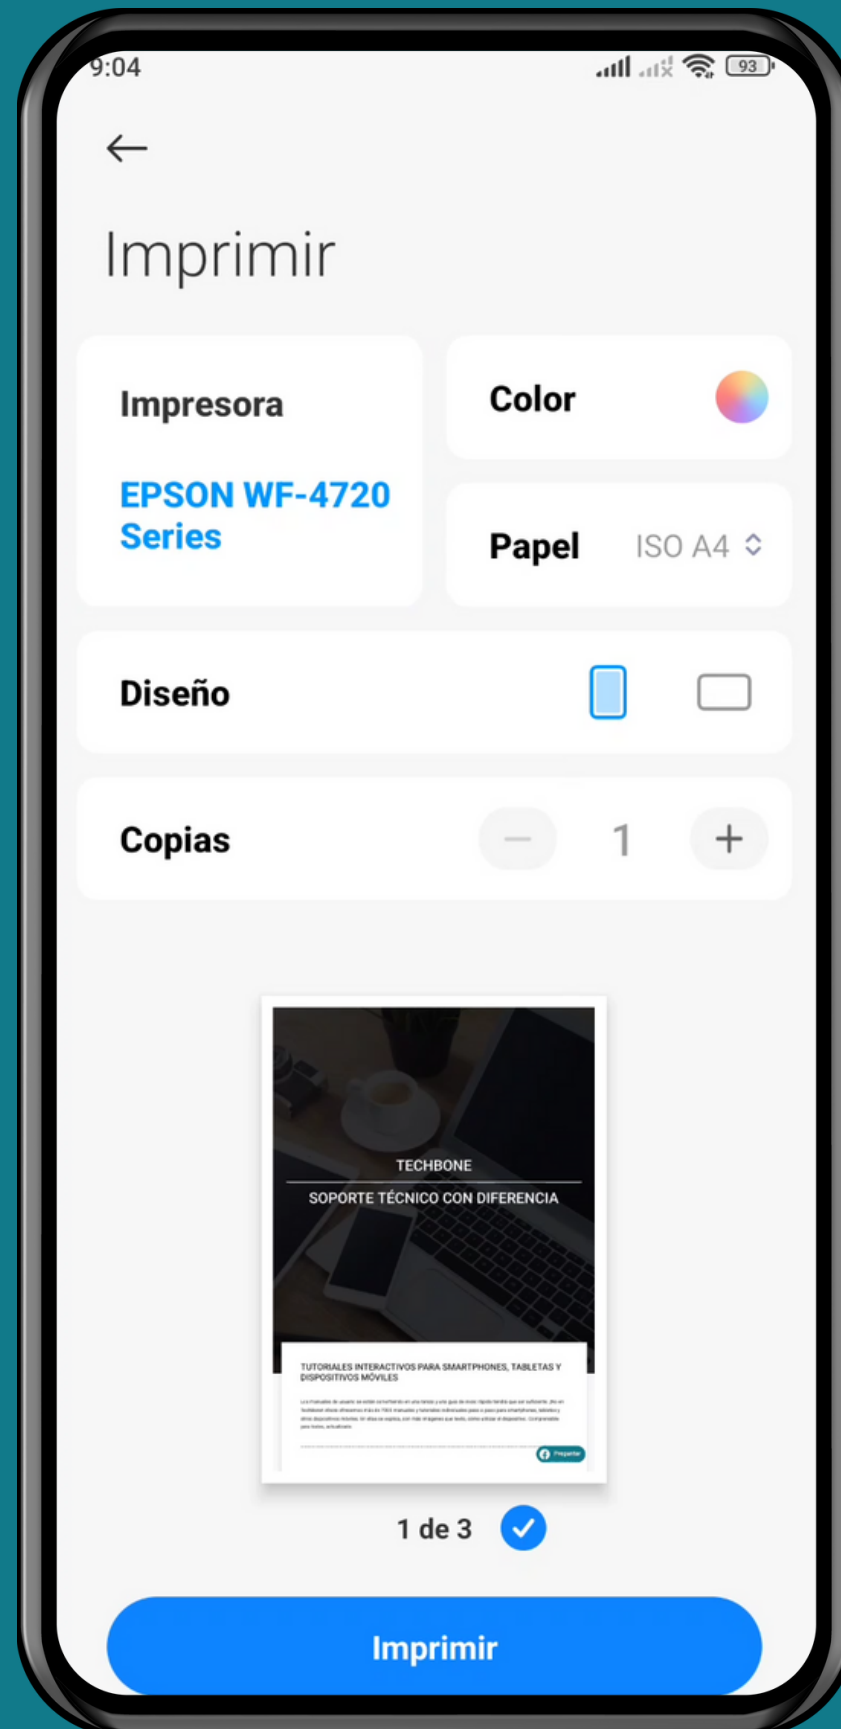 9:04
93
Imprimir
Impresora
EPSON WF-4720
Series
Color
Papel
ISO A4
Diseño
Copias
1
TECHBONE
SOPORTE TÉCNICO CON DIFERENCIA
TUTORIALES INTERACTIVOS PARA SMARTPHONES, TABLETAS Y
DISPOSITIVOS MÓVILES
Preguntar
1 de 3
Imprimir